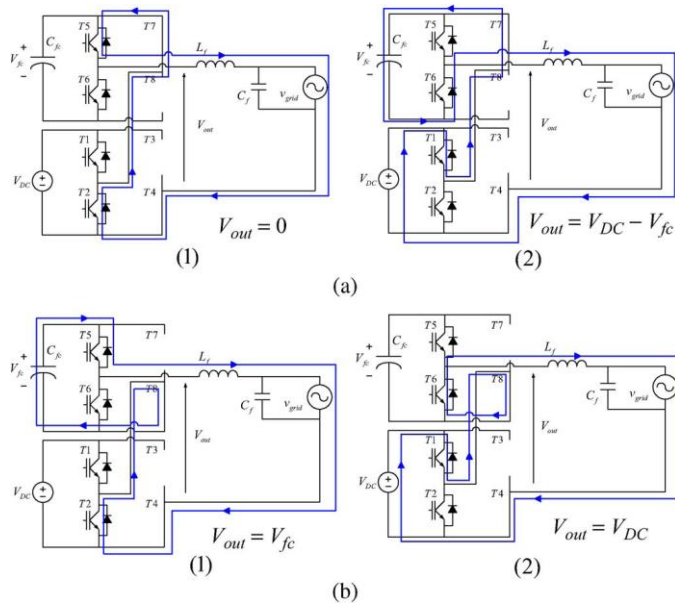 T5 T7
C_fc
V_fc + −
L_f
T6 T8
C_f v_grid
T1 T3
V_out
V_DC + −
T2 T4
V_out = 0
(1)
T5 T7
C_fc
V_fc + −
L_f
T6 T8
C_f v_grid
T1 T3
V_out
V_DC + −
T2 T4
V_out = V_DC − V_fc
(2)
(a)
T5 T7
C_fc
V_fc + −
L_f
T6 T8
C_f v_grid
T1 T3
V_out
V_DC + −
T2 T4
V_out = V_fc
(1)
T5 T7
C_fc
V_fc + −
L_f
T6 T8
C_f v_grid
T1 T3
V_out
V_DC + −
T2 T4
V_out = V_DC
(2)
(b)